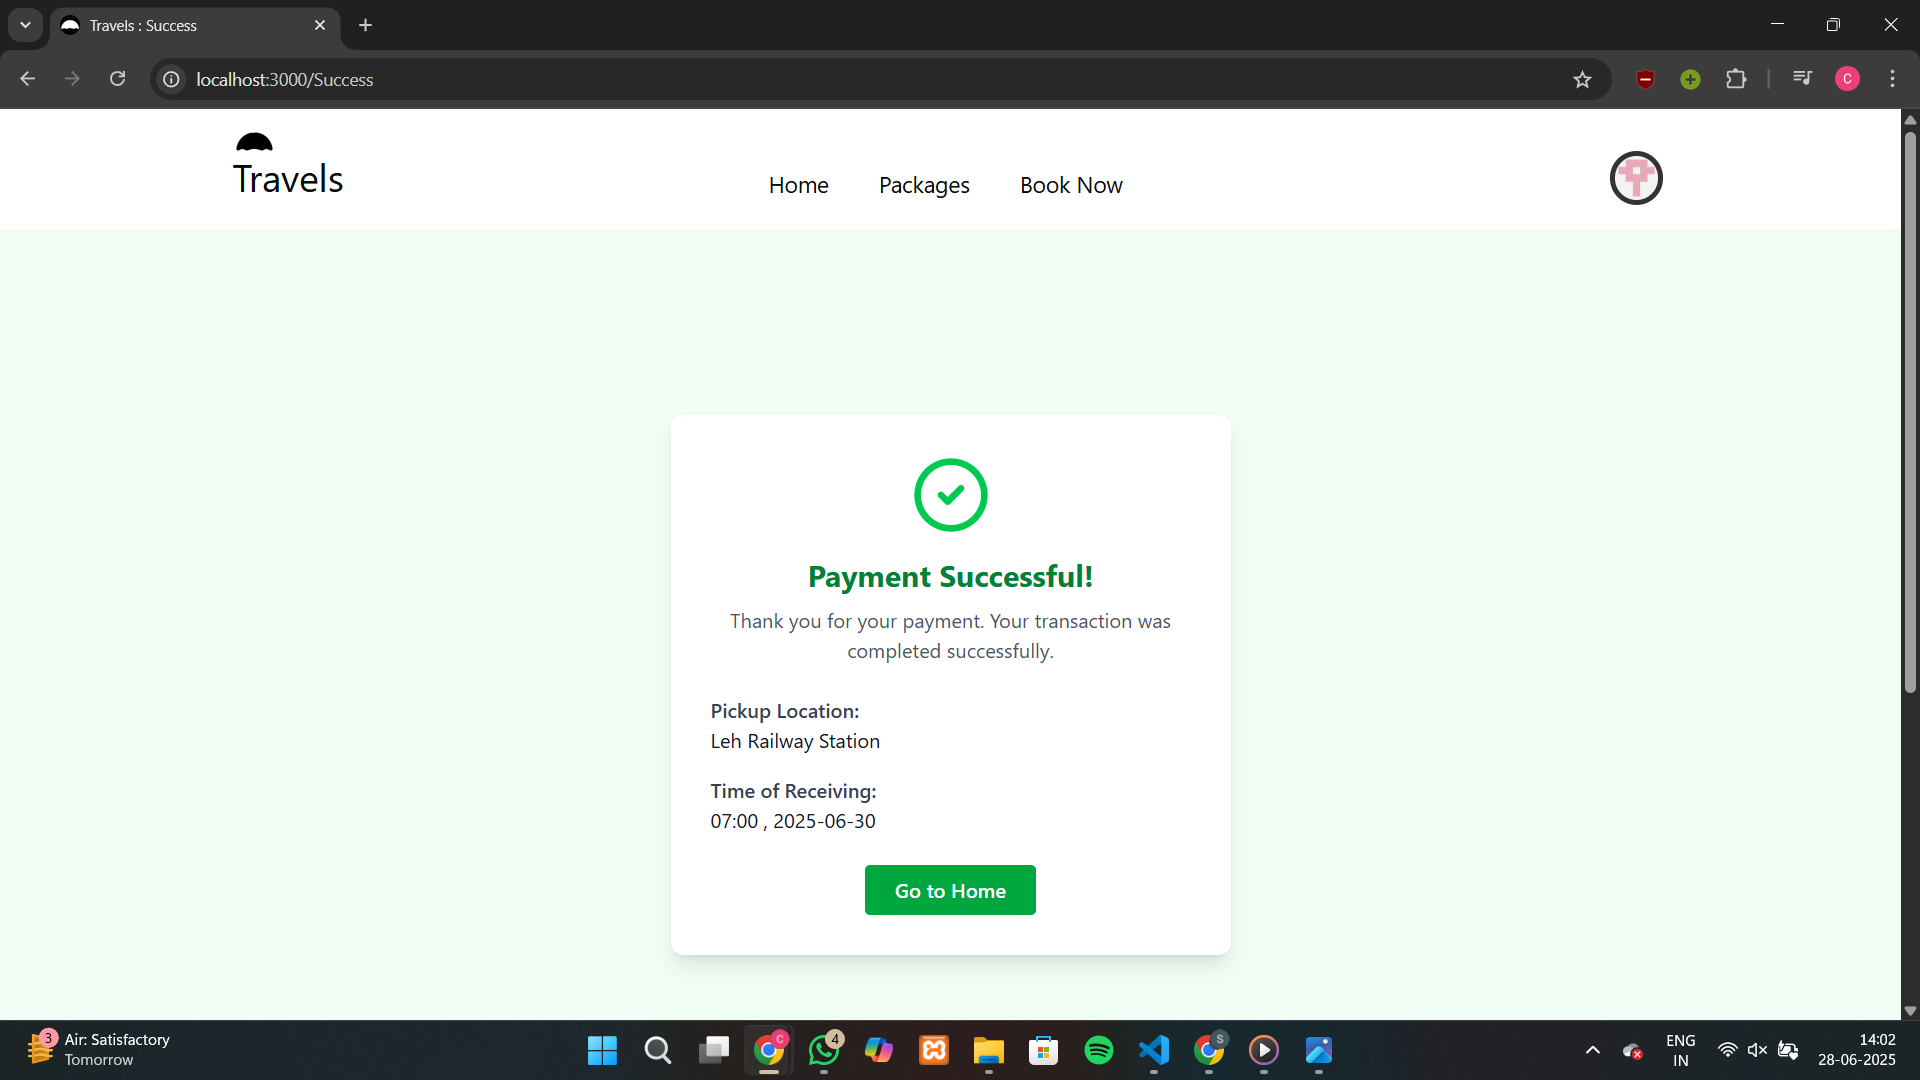 Travels : Success
localhost:3000/Success
C
Travels
Home
Packages
Book Now
Payment Successful!
Thank you for your payment. Your transaction was
completed successfully.
Pickup Location:
Leh Railway Station
Time of Receiving:
07:00 , 2025-06-30
Go to Home
3
Air: Satisfactory
Tomorrow
C
4
S
ENG
IN
14:02
28-06-2025